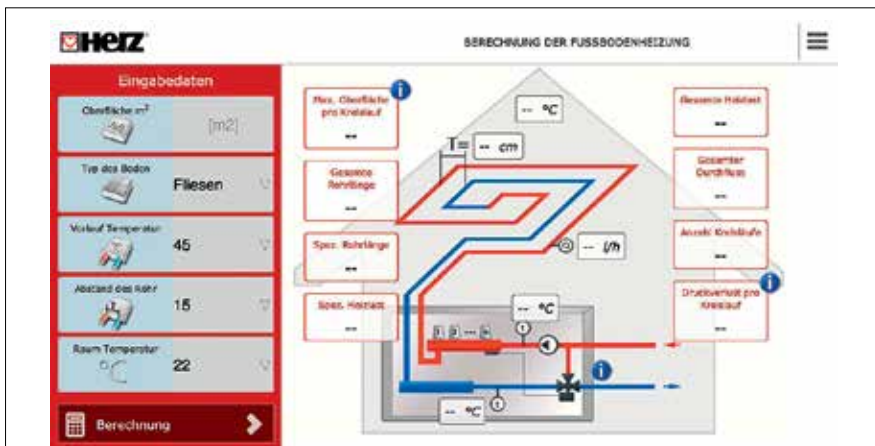 HERZ
BERECHNUNG DER FUSSBODENHEIZUNG
Eingabedaten
Oberfläche m²
[m2]
Typ des Boden
Fliesen
Vorlauf Temperatur
45
Abstand des Rohr
15
Raum Temperatur
°C
22
Berechnung
Max. Oberfläche
pro Kreislauf
--
Gesamte
Rohrlänge
--
Spez. Rohrlänge
--
Spez. Heizlast
--
-- °C
T= -- cm
-- l/h
-- °C
1 2 ---
-- °C
Gesamte Heizlast
--
Gesamter
Durchfluss
--
Anzahl Kreisläufe
--
Druckverlust pro
Kreislauf
--